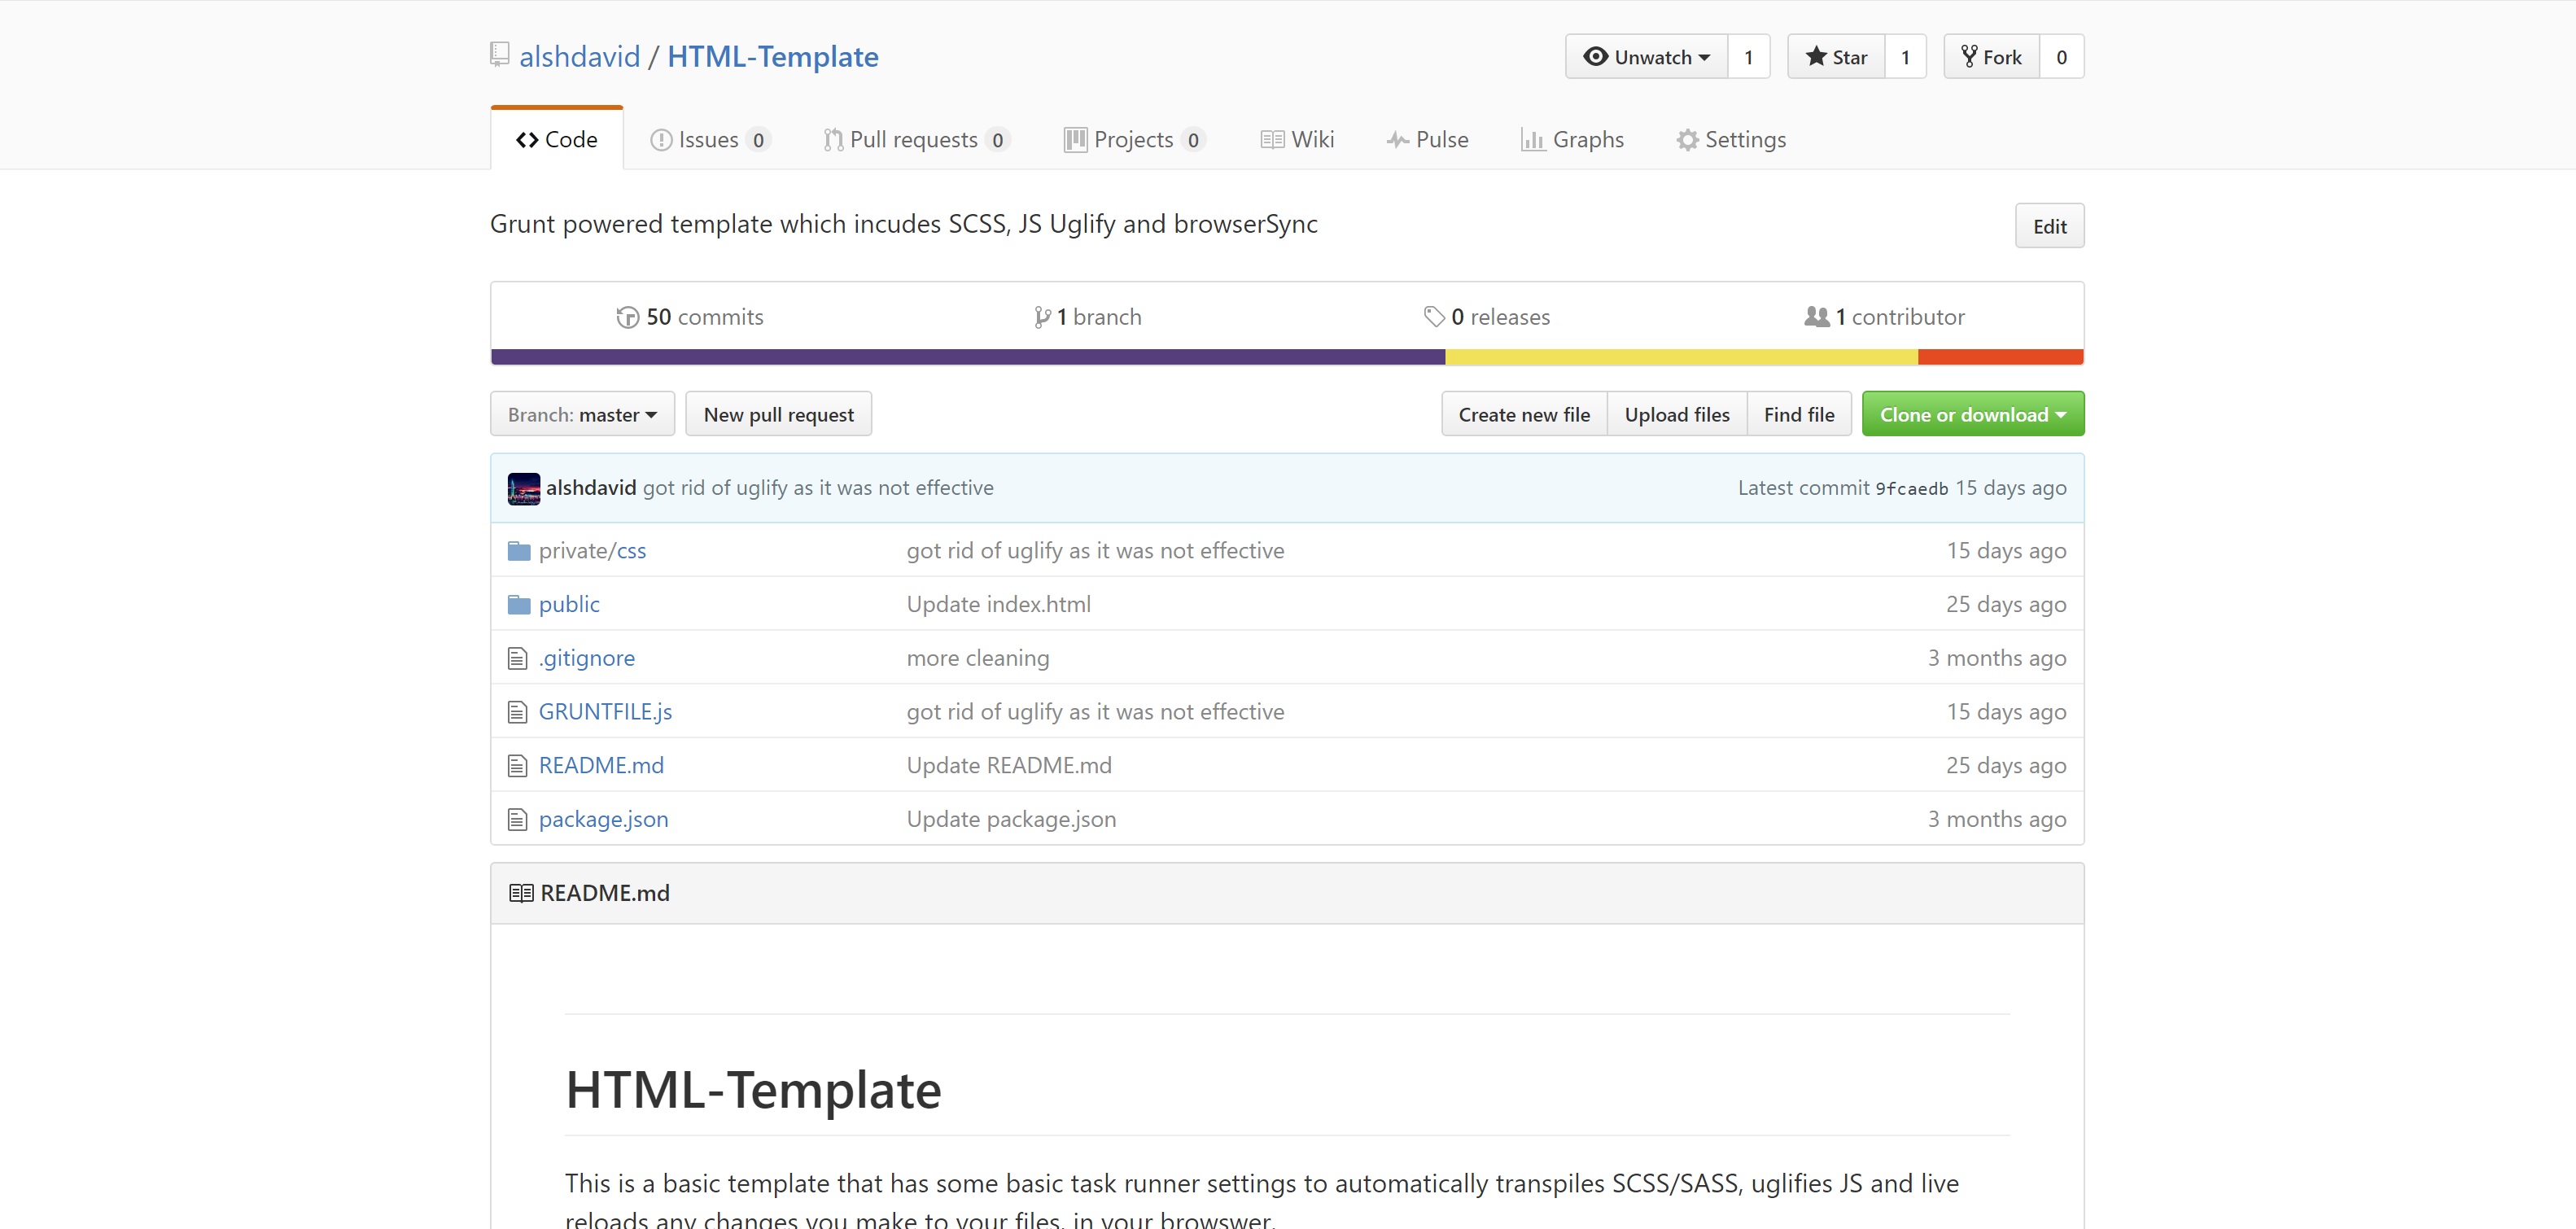 alshdavid / HTML-Template
Unwatch 1 Star 1 Fork 0
Code Issues 0 Pull requests 0 Projects 0 Wiki Pulse Graphs Settings
Grunt powered template which incudes SCSS, JS Uglify and browserSync
Edit
50 commits 1 branch 0 releases 1 contributor
Branch: master New pull request Create new file Upload files Find file Clone or download
alshdavid got rid of uglify as it was not effective Latest commit 9fcaedb 15 days ago
private/css got rid of uglify as it was not effective 15 days ago
public Update index.html 25 days ago
.gitignore more cleaning 3 months ago
GRUNTFILE.js got rid of uglify as it was not effective 15 days ago
README.md Update README.md 25 days ago
package.json Update package.json 3 months ago
README.md
HTML-Template
This is a basic template that has some basic task runner settings to automatically transpiles SCSS/SASS, uglifies JS and live
reloads any changes you make to your files, in your browswer.